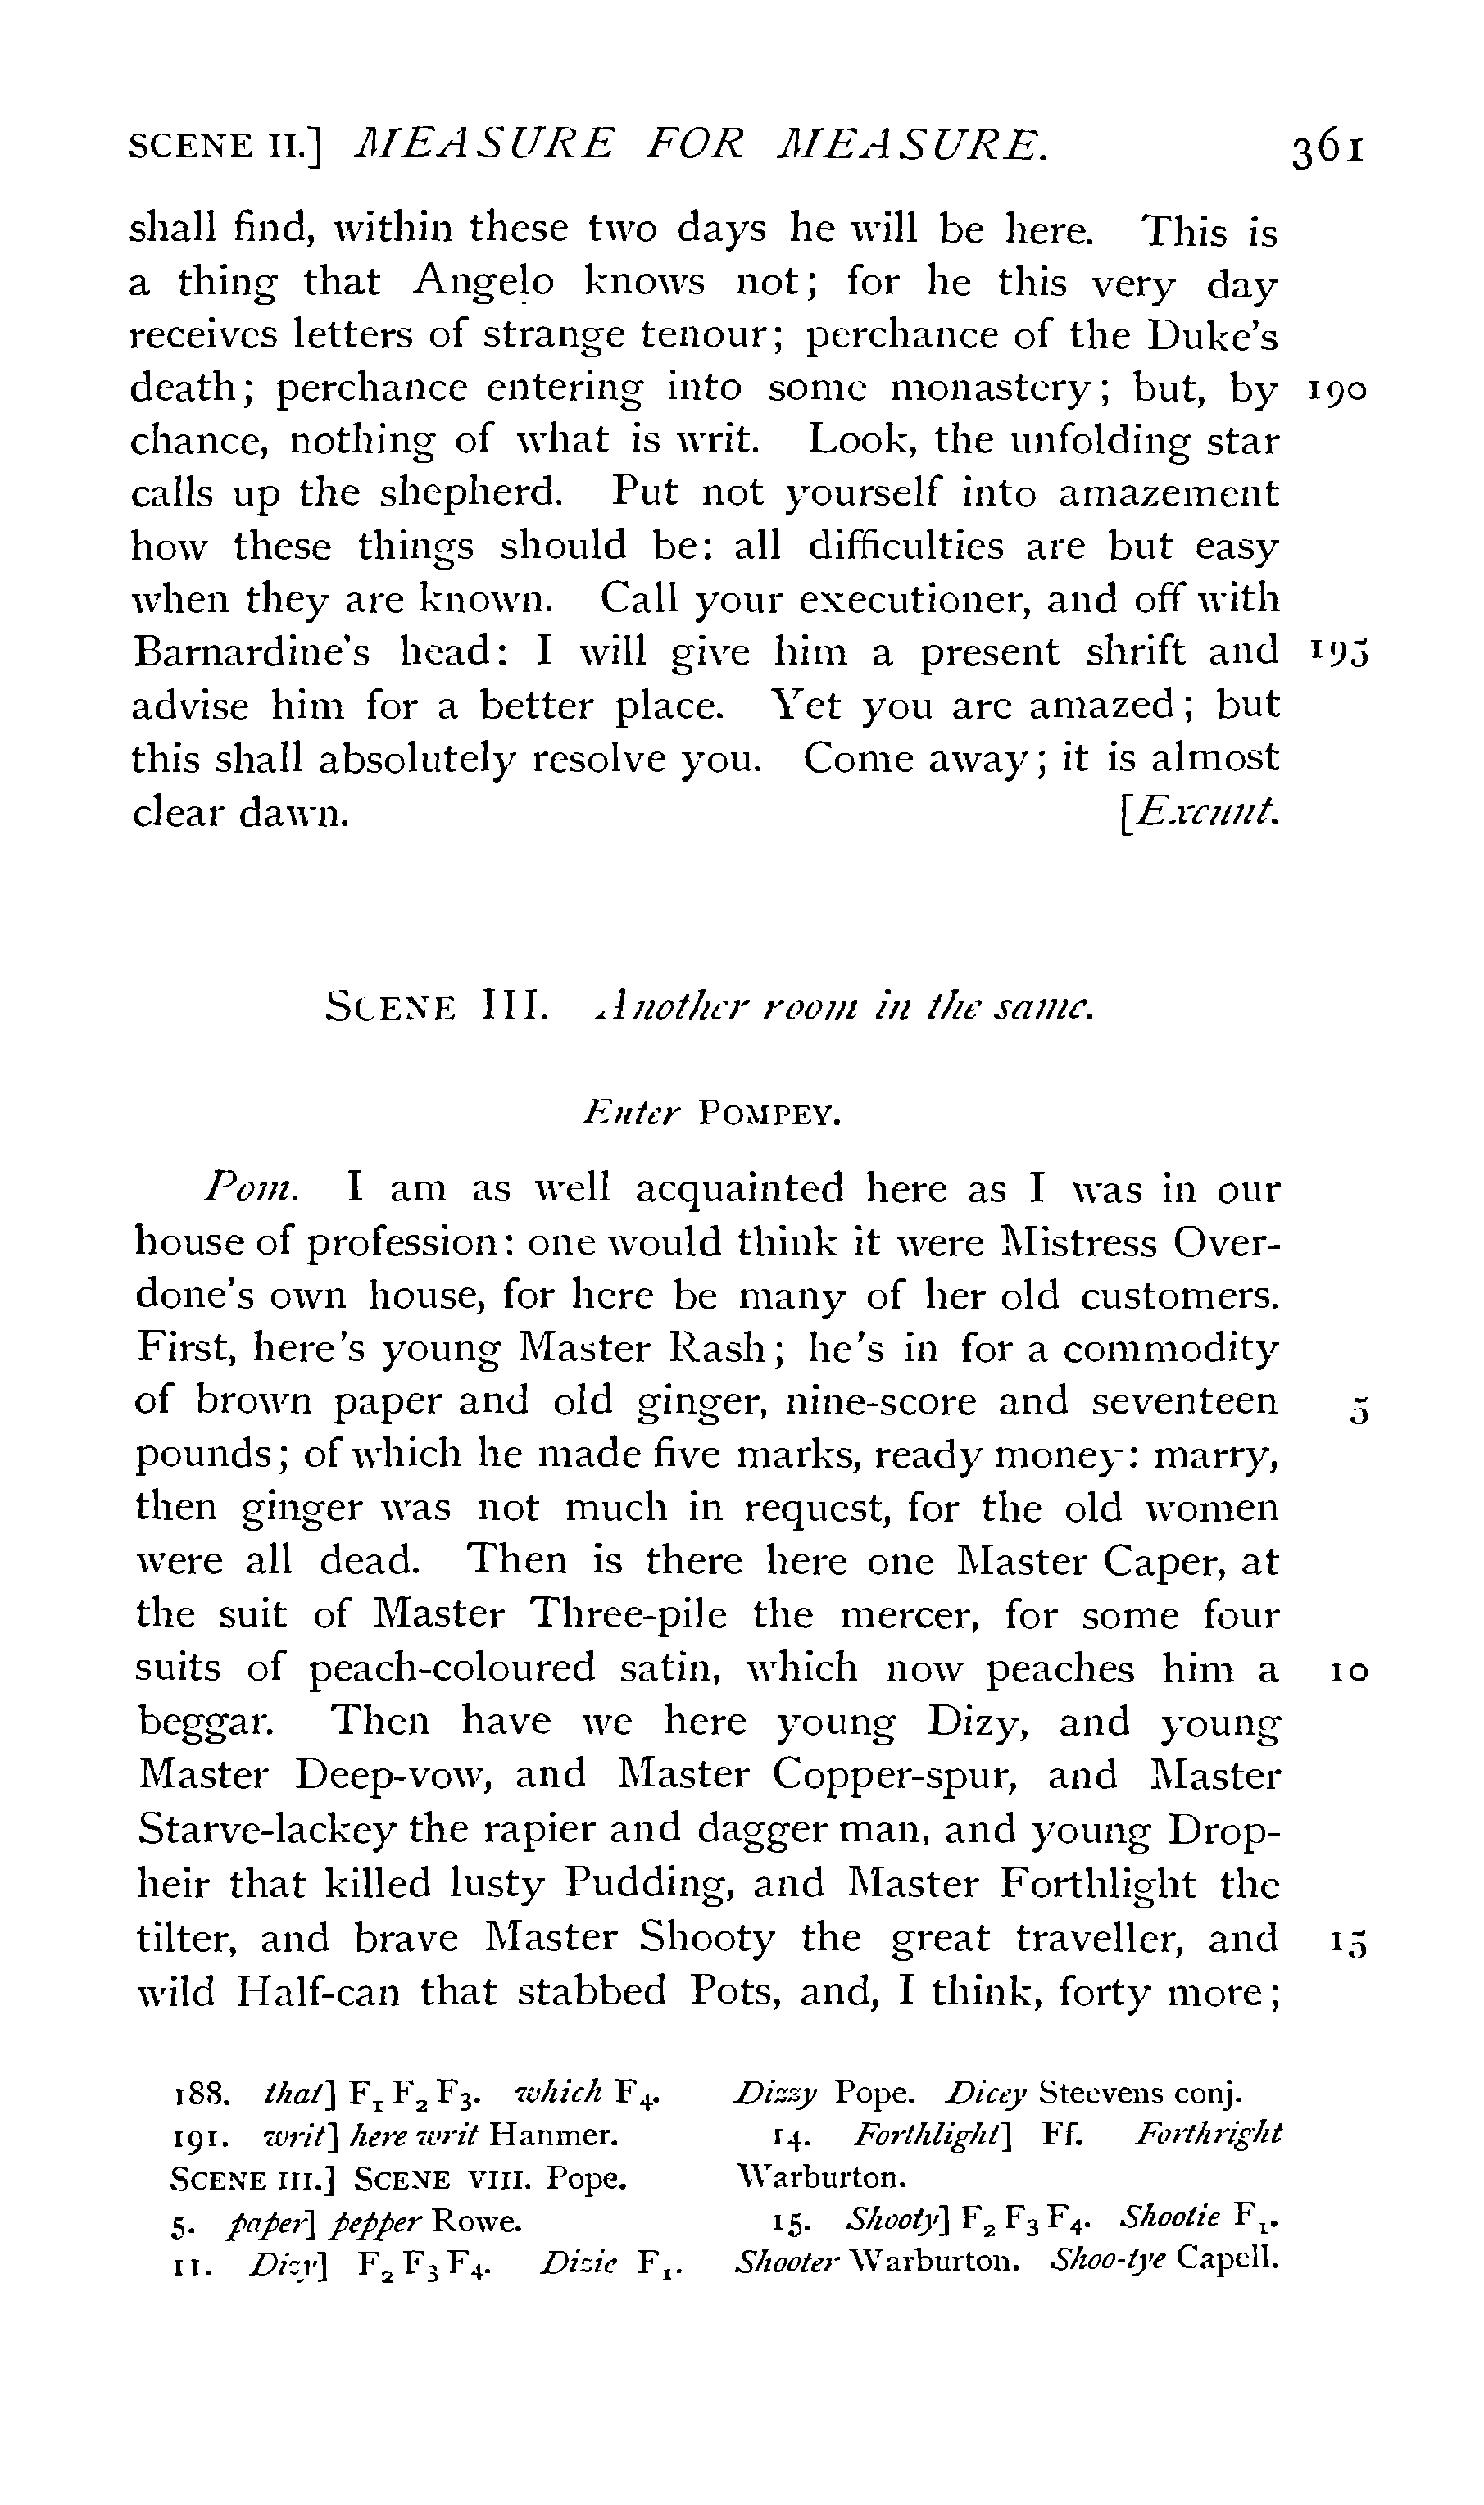 SCENE II.] MEASURE FOR MEASURE. 361
shall find, within these two days he will be here. This is
a thing that Angelo knows not; for he this very day
receives letters of strange tenour; perchance of the Duke's
death; perchance entering into some monastery; but, by 190
chance, nothing of what is writ. Look, the unfolding star
calls up the shepherd. Put not yourself into amazement
how these things should be: all difficulties are but easy
when they are known. Call your executioner, and off with
Barnardine's head: I will give him a present shrift and 195
advise him for a better place. Yet you are amazed; but
this shall absolutely resolve you. Come away; it is almost
clear dawn. [Exeunt.
SCENE III. Another room in the same.
Enter POMPEY.
Pom. I am as well acquainted here as I was in our
house of profession: one would think it were Mistress Over-
done's own house, for here be many of her old customers.
First, here's young Master Rash; he's in for a commodity
of brown paper and old ginger, nine-score and seventeen 5
pounds; of which he made five marks, ready money: marry,
then ginger was not much in request, for the old women
were all dead. Then is there here one Master Caper, at
the suit of Master Three-pile the mercer, for some four
suits of peach-coloured satin, which now peaches him a 10
beggar. Then have we here young Dizy, and young
Master Deep-vow, and Master Copper-spur, and Master
Starve-lackey the rapier and dagger man, and young Drop-
heir that killed lusty Pudding, and Master Forthlight the
tilter, and brave Master Shooty the great traveller, and 15
wild Half-can that stabbed Pots, and, I think, forty more;
188. that] F1 F2 F3. which F4.
191. writ] here writ Hanmer.
SCENE III.] SCENE VIII. Pope.
5. paper] pepper Rowe.
11. Dizy] F2 F3 F4. Dizie F1.
Dizzy Pope. Dicey Steevens conj.
14. Forthlight] Ff. Forthright
Warburton.
15. Shooty] F2 F3 F4. Shootie F1.
Shooter Warburton. Shoo-tye Capell.